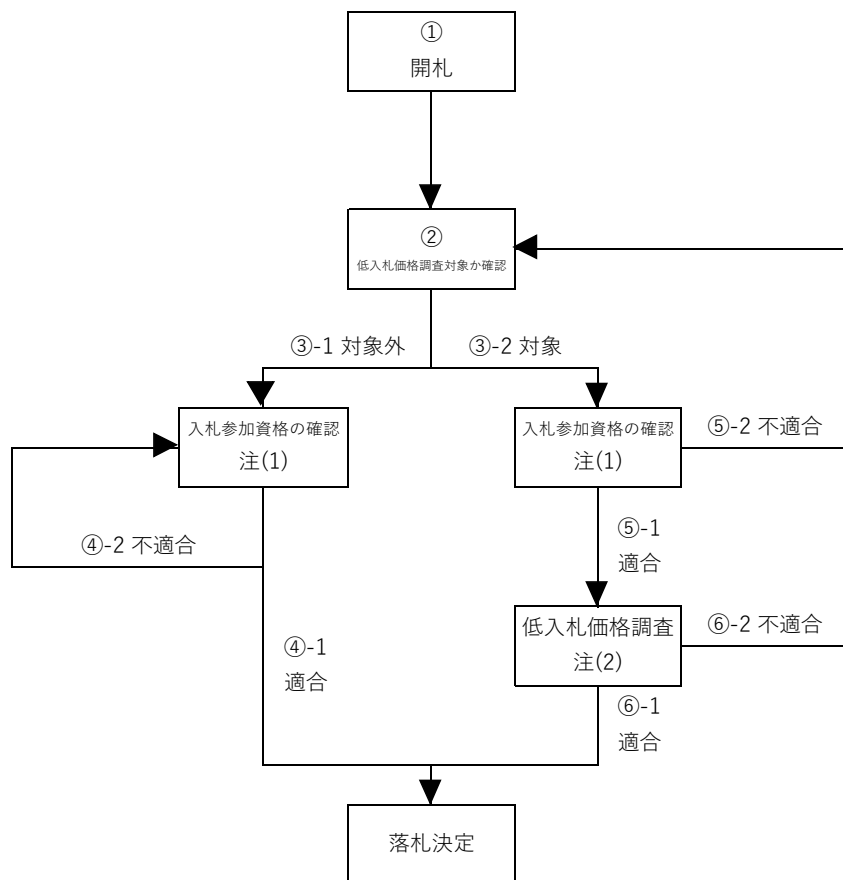 ①
開札
②
低入札価格調査対象か確認
③-1 対象外
③-2 対象
入札参加資格の確認
注(1)
入札参加資格の確認
注(1)
⑤-2 不適合
④-2 不適合
⑤-1
適合
低入札価格調査
注(2)
⑥-2 不適合
④-1
適合
⑥-1
適合
落札決定